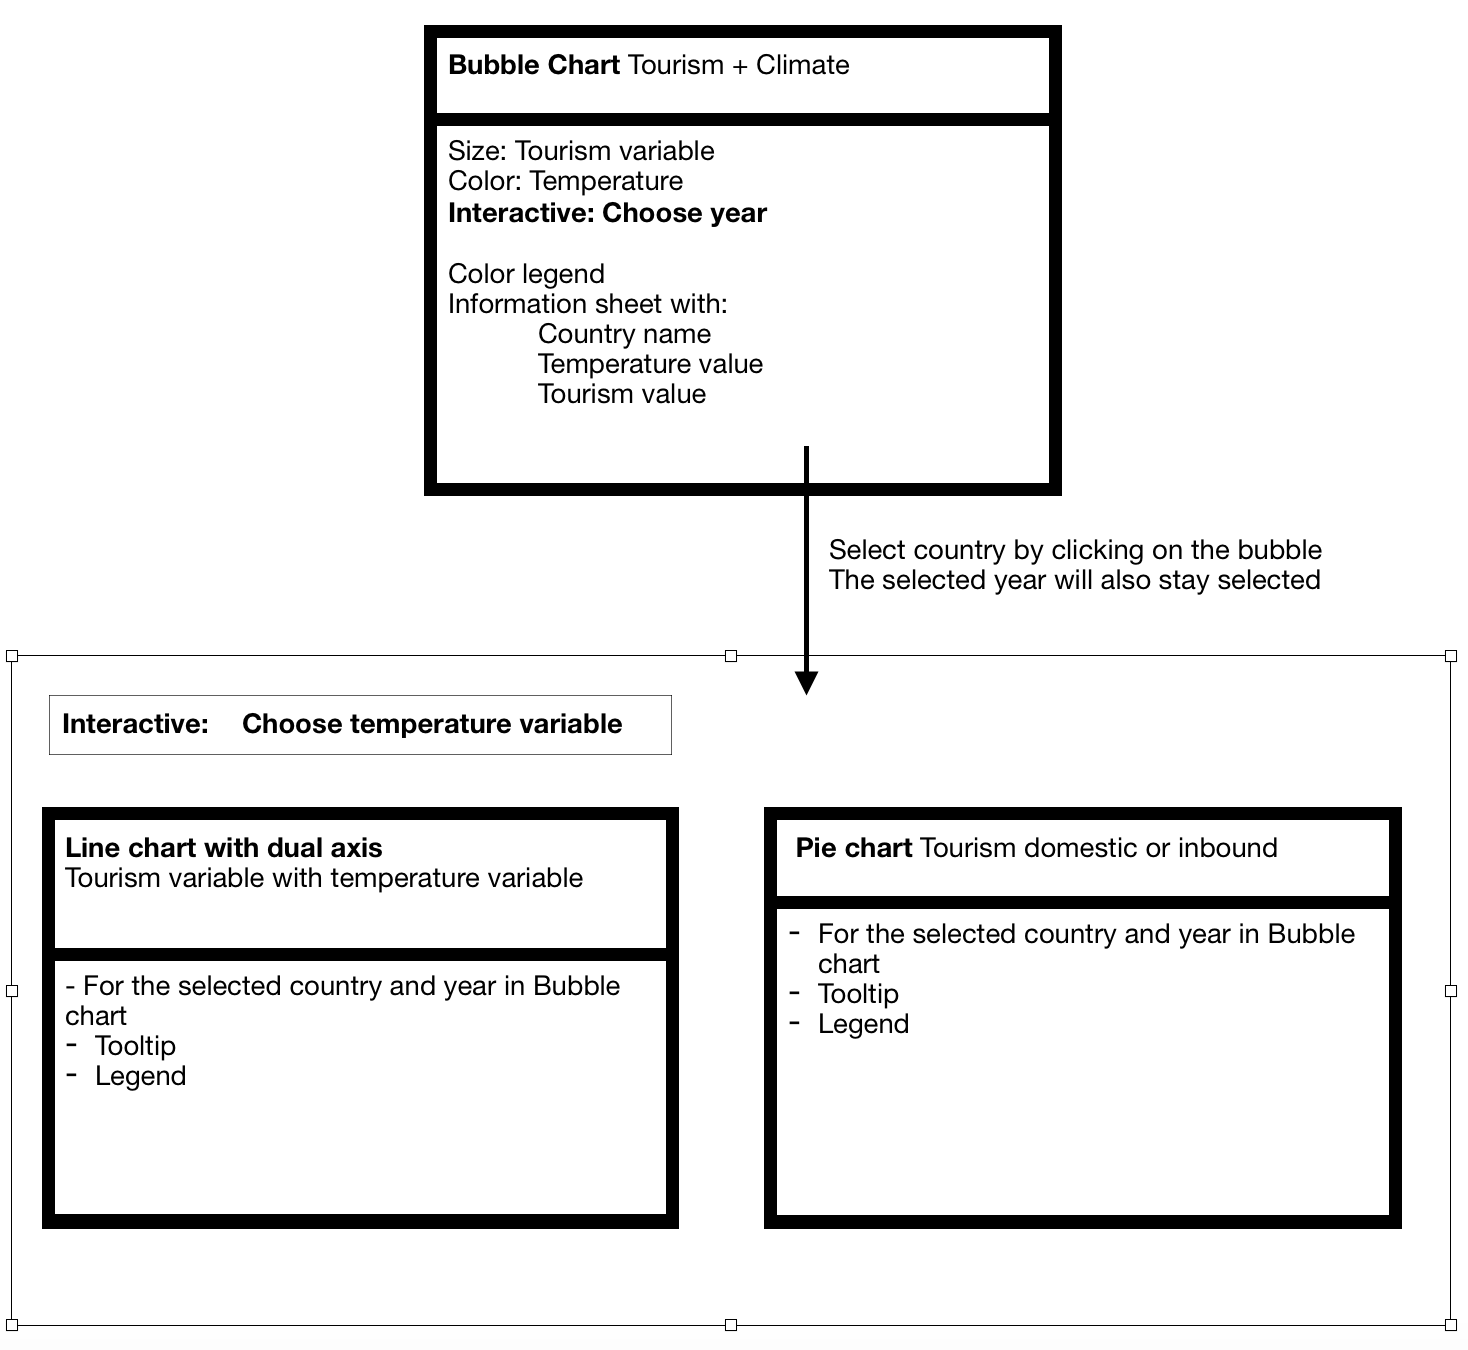 Bubble Chart Tourism + Climate
Size: Tourism variable
Color: Temperature
Interactive: Choose year
Color legend
Information sheet with:
Country name
Temperature value
Tourism value
Select country by clicking on the bubble
The selected year will also stay selected
Interactive: Choose temperature variable
Line chart with dual axis
Tourism variable with temperature variable
- For the selected country and year in Bubble
chart
- Tooltip
- Legend
Pie chart Tourism domestic or inbound
- For the selected country and year in Bubble
chart
- Tooltip
- Legend